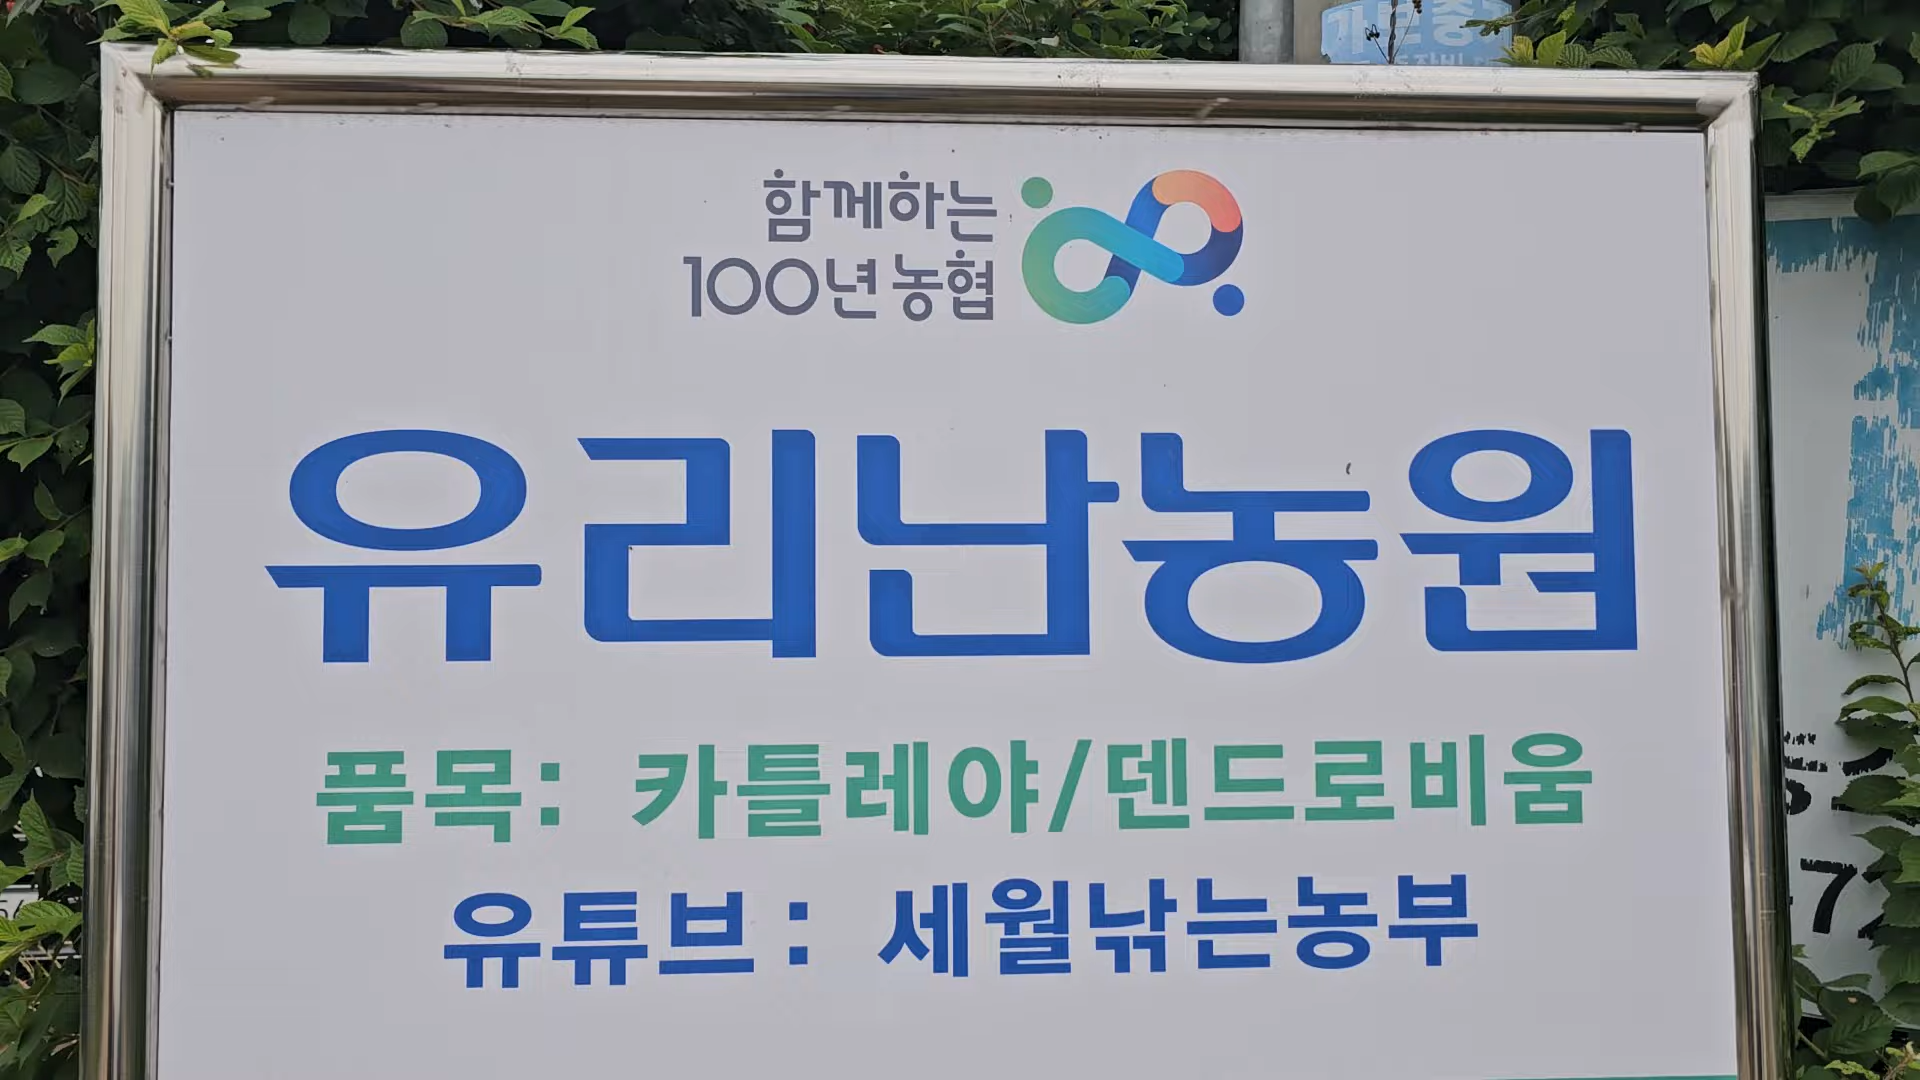 함께하는
100년 농협
유리난농원
품목: 카틀레야/덴드로비움
유튜브: 세월낚는농부